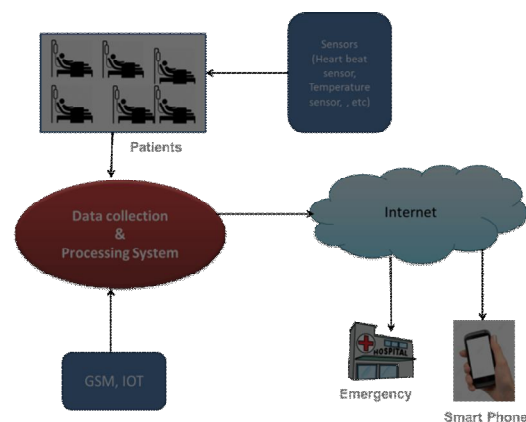 Sensors
(Heart beat
sensor,
Temperature
sensor, , etc)
Patients
Data collection
&
Processing System
Internet
GSM, IOT
HOSPITAL
Emergency
Smart Phone